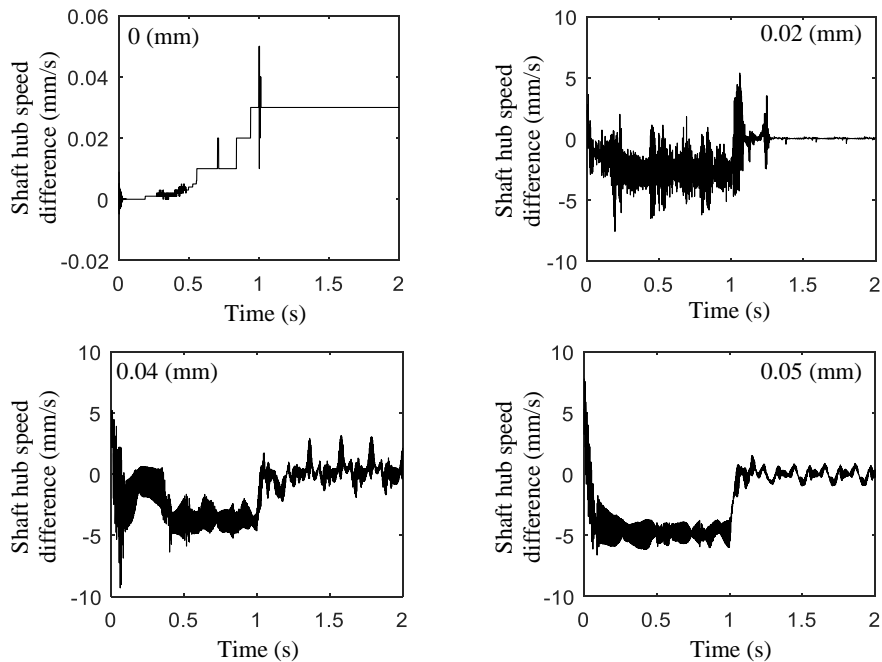 0 (mm)
0.06
0.04
0.02
0
-0.02
Shaft hub speed
difference (mm/s)
0
0.5
1
1.5
2
Time (s)
0.02 (mm)
10
5
0
-5
-10
Shaft hub speed
difference (mm/s)
0
0.5
1
1.5
2
Time (s)
0.04 (mm)
10
5
0
-5
-10
Shaft hub speed
difference (mm/s)
0
0.5
1
1.5
2
Time (s)
0.05 (mm)
10
5
0
-5
-10
Shaft hub speed
difference (mm/s)
0
0.5
1
1.5
2
Time (s)